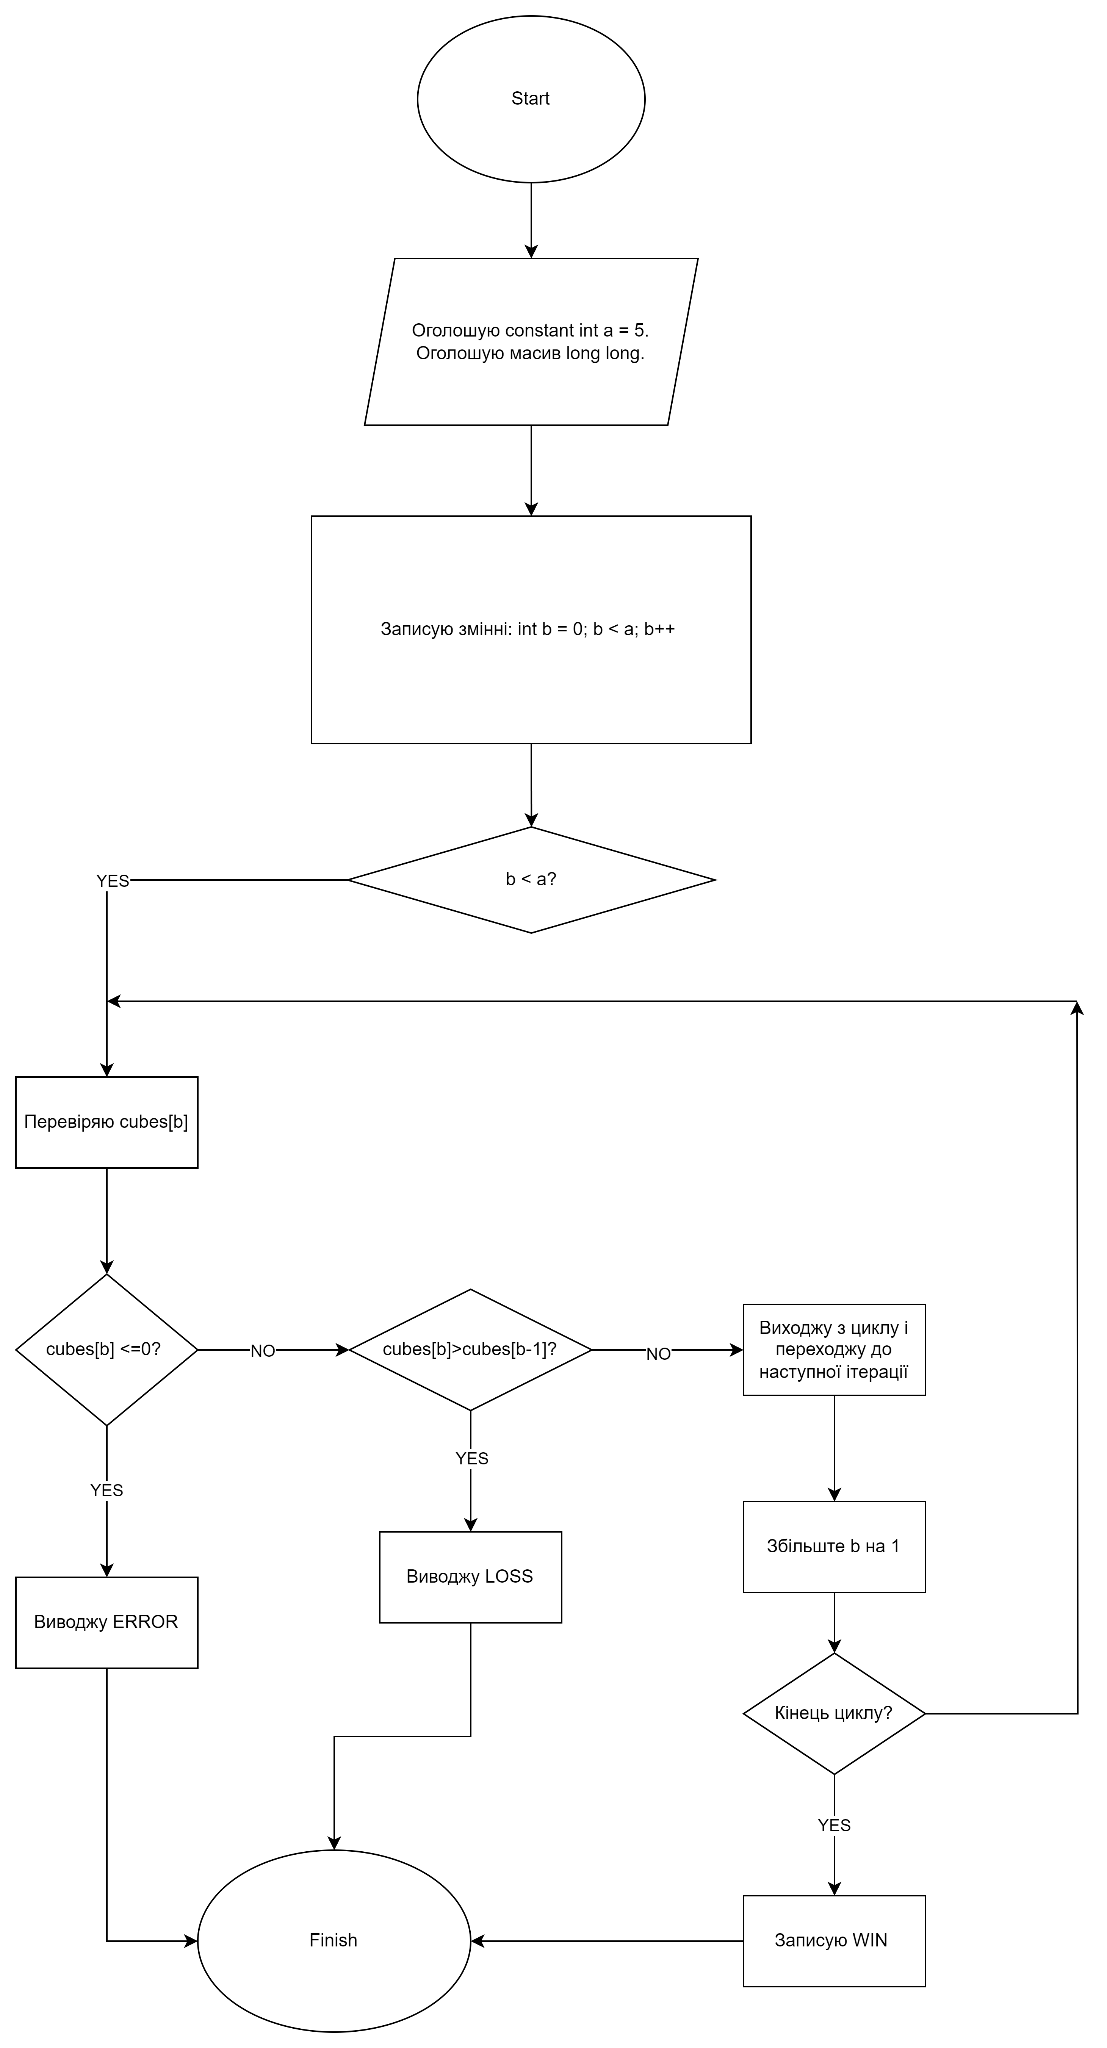 Start
Оголошую constant int a = 5.
Оголошую масив long long.
Записую змінні: int b = 0; b < a; b++
b < a?
YES
Перевіряю cubes[b]
cubes[b] <=0?
NO
cubes[b]>cubes[b-1]?
NO
Виходжу з циклу і
переходжу до
наступної ітерації
YES
YES
Збільште b на 1
Виводжу LOSS
Виводжу ERROR
Кінець циклу?
YES
Finish
Записую WIN